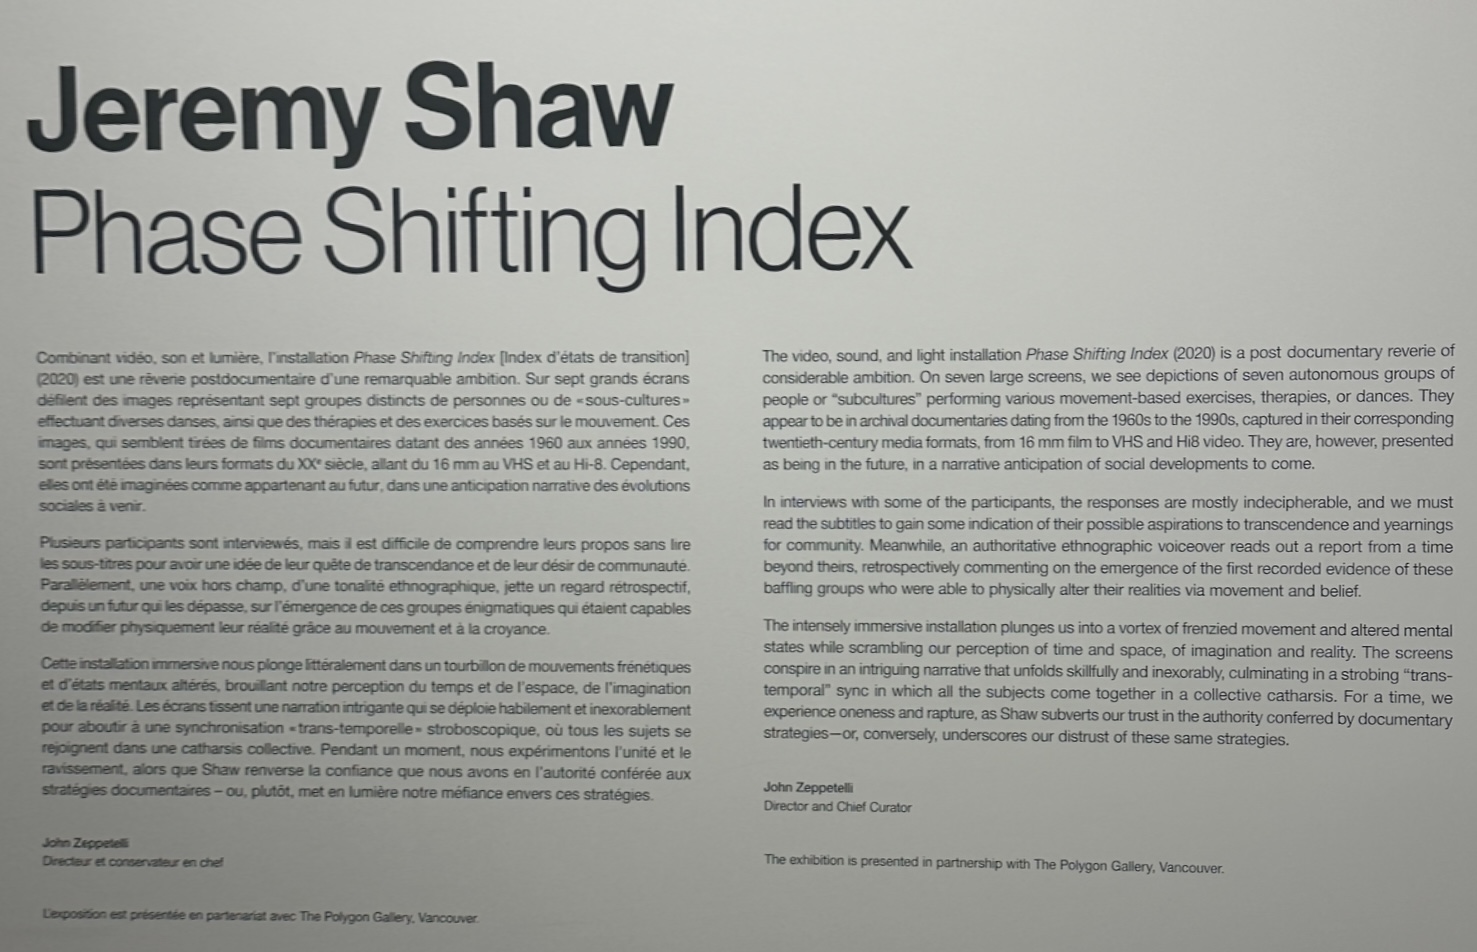 Jeremy Shaw
Phase Shifting Index
Combinant vidéo, son et lumière, l'installation Phase Shifting Index [Index d'états de transition]
(2020) est une rêverie postdocumentaire d'une remarquable ambition. Sur sept grands écrans
défilent des images représentant sept groupes distincts de personnes ou de « sous-cultures »
effectuant diverses danses, ainsi que des thérapies et des exercices basés sur le mouvement. Ces
images, qui semblent tirées de films documentaires datant des années 1960 aux années 1990,
sont présentées dans leurs formats du XXe siècle, allant du 16 mm au VHS et au Hi-8. Cependant,
elles ont été imaginées comme appartenant au futur, dans une anticipation narrative des évolutions
sociales à venir.
Plusieurs participants sont interviewés, mais il est difficile de comprendre leurs propos sans lire
les sous-titres pour avoir une idée de leur quête de transcendance et de leur désir de communauté.
Parallèlement, une voix hors champ, d'une tonalité ethnographique, jette un regard rétrospectif,
depuis un futur qui les dépasse, sur l'émergence de ces groupes énigmatiques qui étaient capables
de modifier physiquement leur réalité grâce au mouvement et à la croyance.
Cette installation immersive nous plonge littéralement dans un tourbillon de mouvements frénétiques
et d'états mentaux altérés, brouillant notre perception du temps et de l'espace, de l'imagination
et de la réalité. Les écrans tissent une narration intrigante qui se déploie habilement et inexorablement
pour aboutir à une synchronisation « trans-temporelle » stroboscopique, où tous les sujets se
rejoignent dans une catharsis collective. Pendant un moment, nous expérimentons l'unité et le
ravissement, alors que Shaw renverse la confiance que nous avons en l'autorité conférée aux
stratégies documentaires – ou, plutôt, met en lumière notre méfiance envers ces stratégies.
John Zeppetelli
Directeur et conservateur en chef
L'exposition est présentée en partenariat avec The Polygon Gallery, Vancouver.
The video, sound, and light installation Phase Shifting Index (2020) is a post documentary reverie of
considerable ambition. On seven large screens, we see depictions of seven autonomous groups of
people or “subcultures” performing various movement-based exercises, therapies, or dances. They
appear to be in archival documentaries dating from the 1960s to the 1990s, captured in their corresponding
twentieth-century media formats, from 16 mm film to VHS and Hi8 video. They are, however, presented
as being in the future, in a narrative anticipation of social developments to come.
In interviews with some of the participants, the responses are mostly indecipherable, and we must
read the subtitles to gain some indication of their possible aspirations to transcendence and yearnings
for community. Meanwhile, an authoritative ethnographic voiceover reads out a report from a time
beyond theirs, retrospectively commenting on the emergence of the first recorded evidence of these
baffling groups who were able to physically alter their realities via movement and belief.
The intensely immersive installation plunges us into a vortex of frenzied movement and altered mental
states while scrambling our perception of time and space, of imagination and reality. The screens
conspire in an intriguing narrative that unfolds skillfully and inexorably, culminating in a strobing “trans-
temporal” sync in which all the subjects come together in a collective catharsis. For a time, we
experience oneness and rapture, as Shaw subverts our trust in the authority conferred by documentary
strategies—or, conversely, underscores our distrust of these same strategies.
John Zeppetelli
Director and Chief Curator
The exhibition is presented in partnership with The Polygon Gallery, Vancouver.